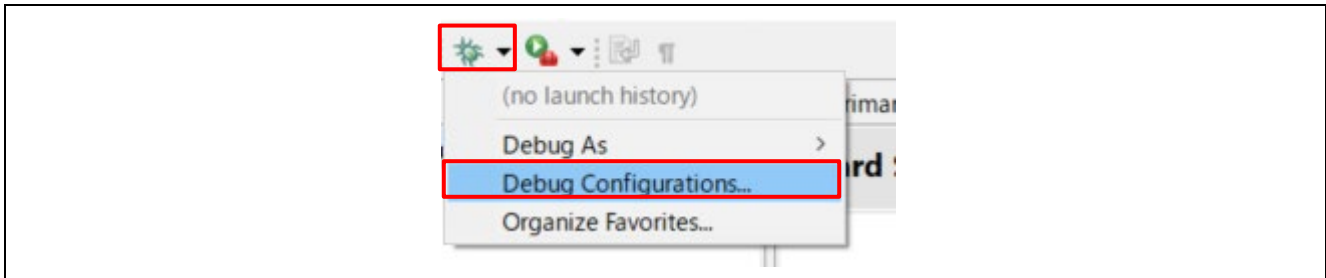 (no launch history)
Debug As
Debug Configurations...
Organize Favorites...